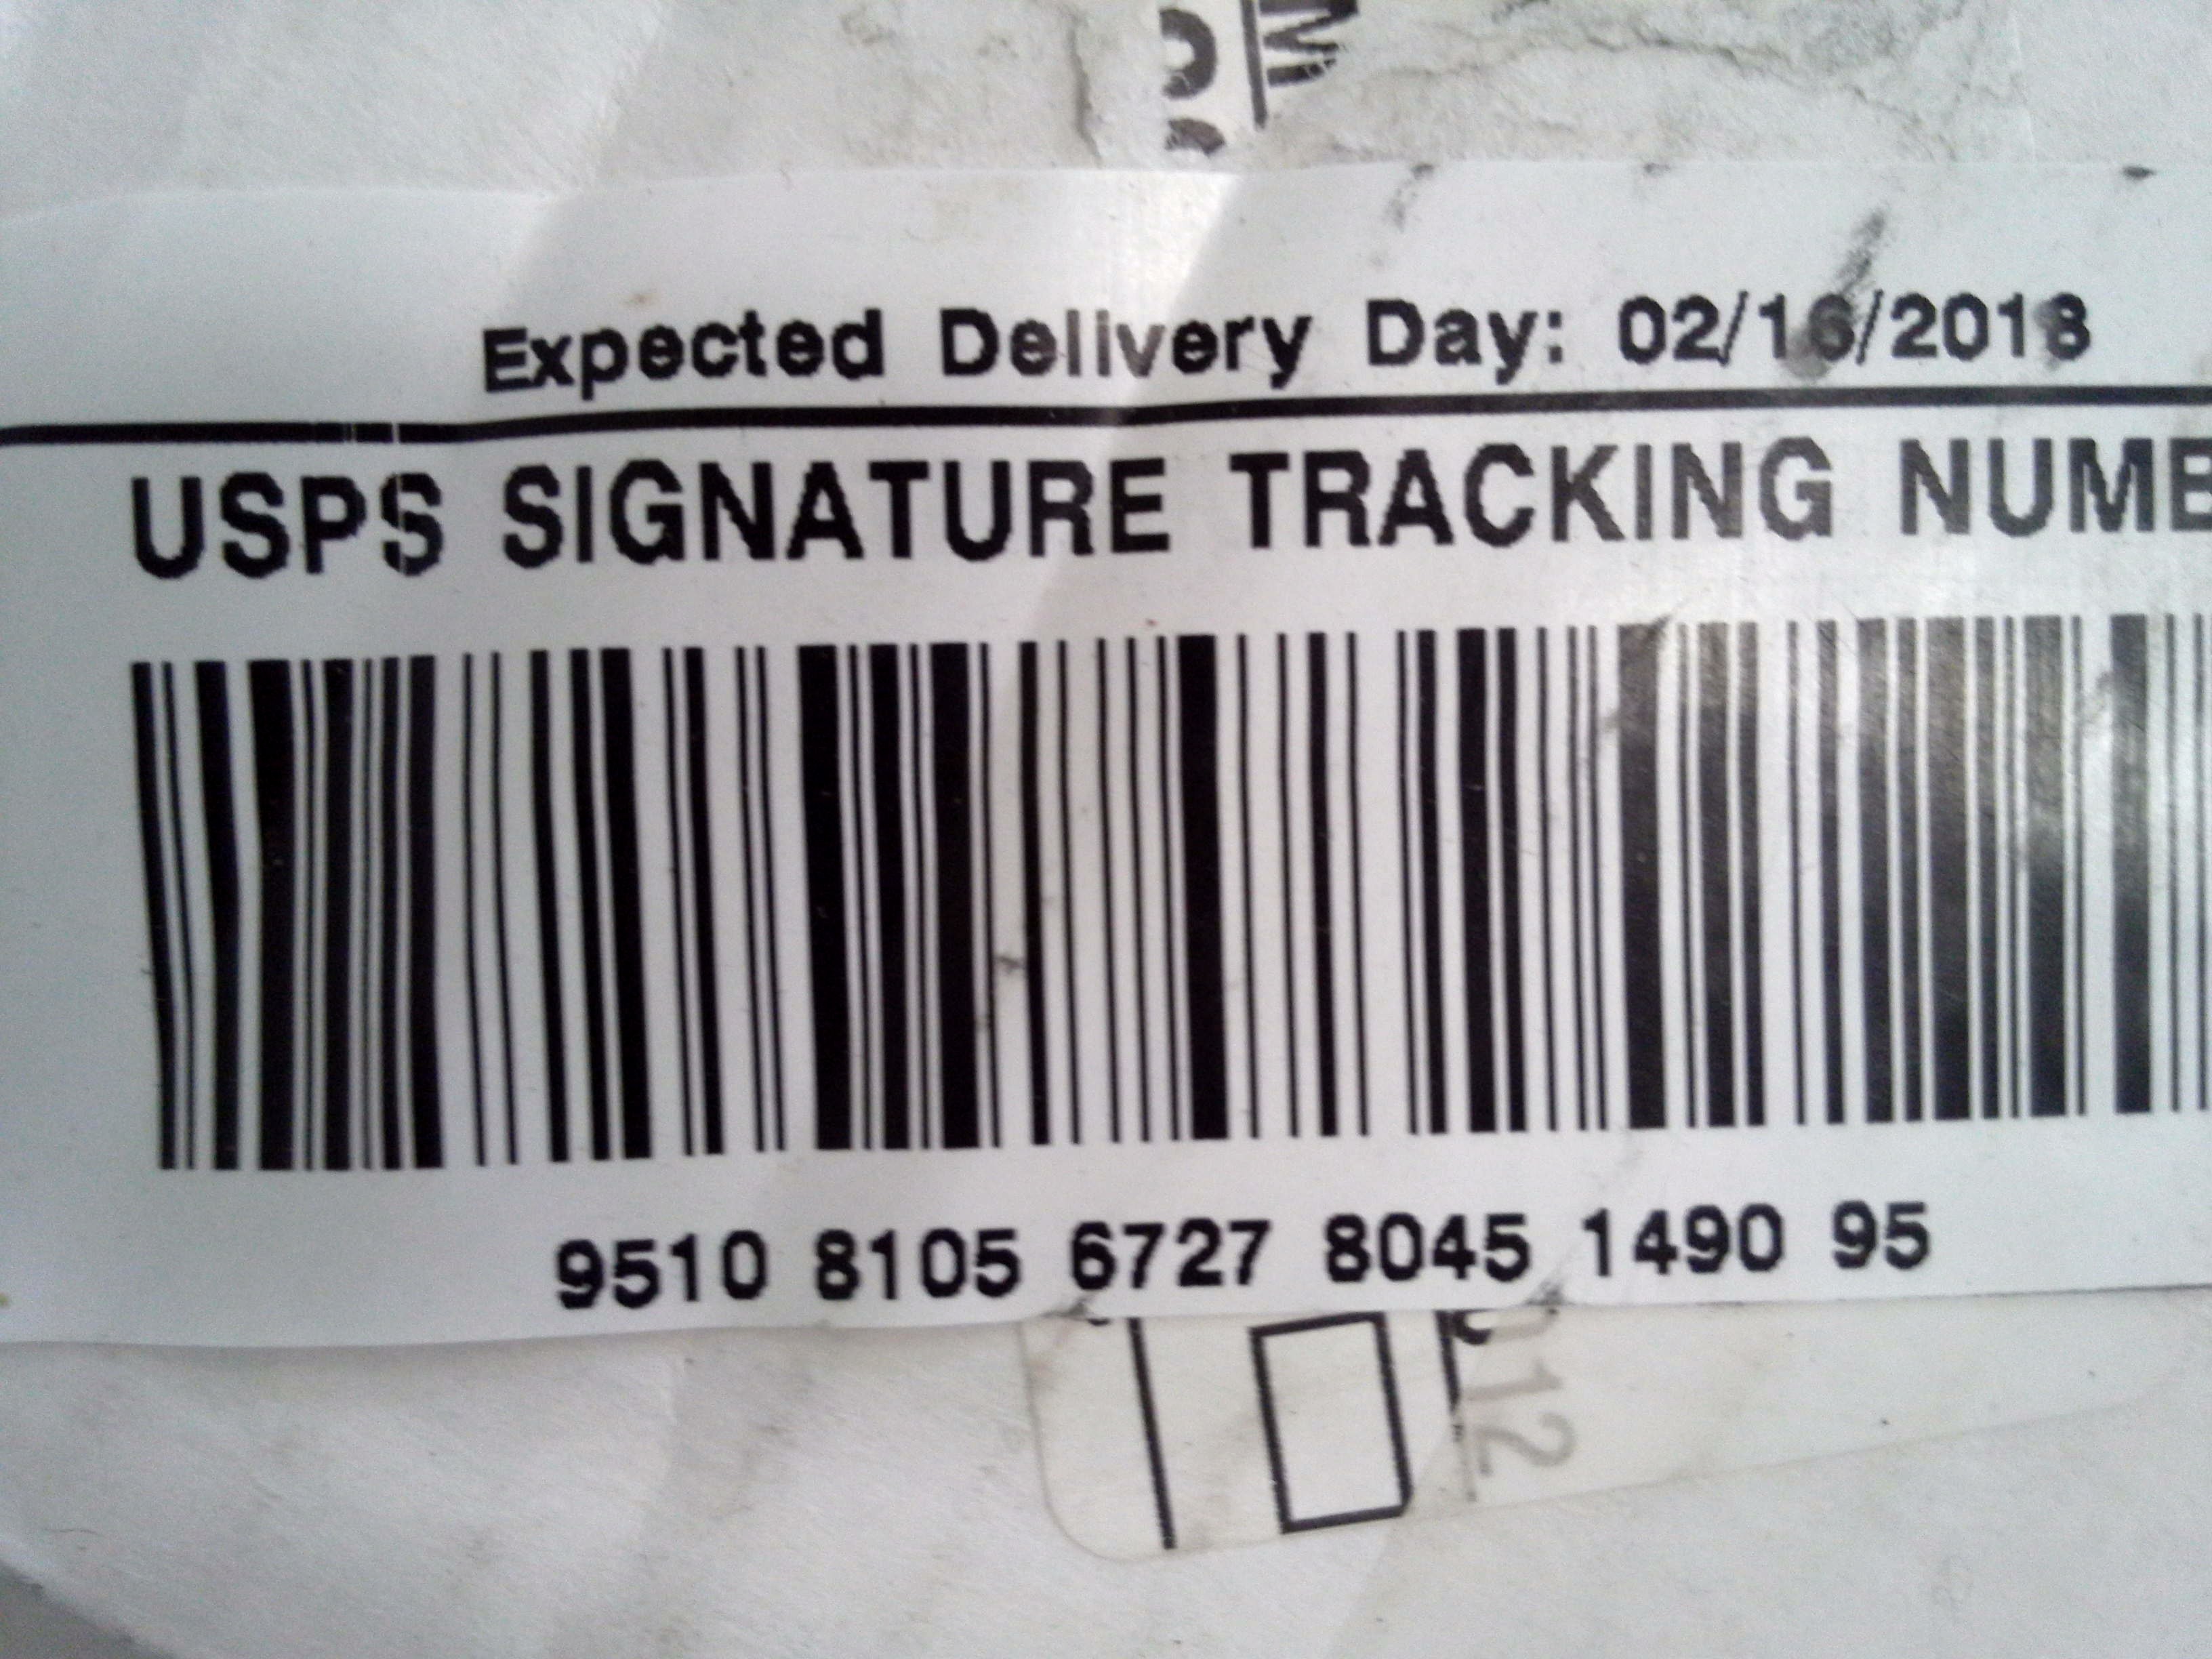 Expected Delivery Day: 02/16/2018
USPS SIGNATURE TRACKING NUMB
9510 8105 6727 8045 1490 95